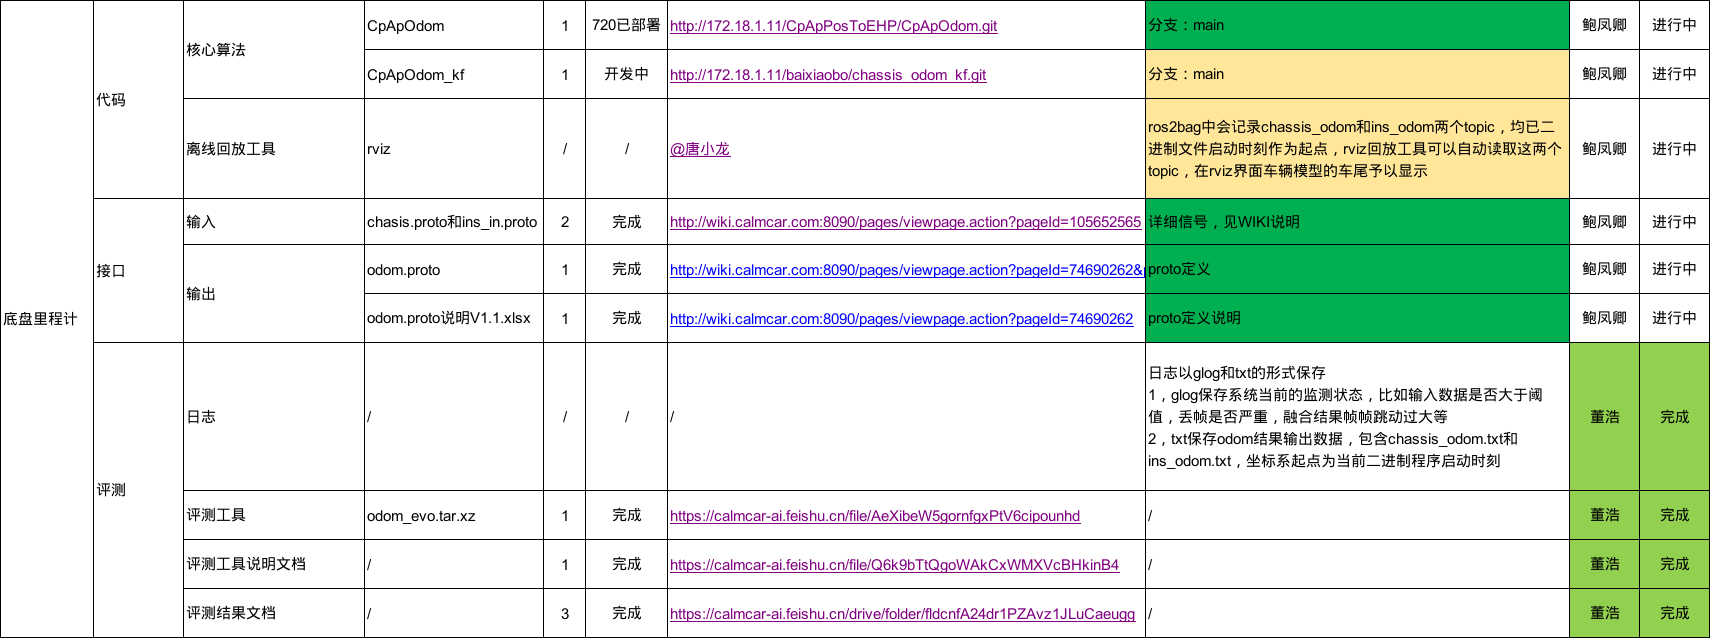 底盘里程计
代码
核心算法
CpApOdom
1
720已部署
http://172.18.1.11/CpApPosToEHP/CpApOdom.git
分支：main
鲍凤卿
进行中
CpApOdom_kf
1
开发中
http://172.18.1.11/baixiaobo/chassis_odom_kf.git
分支：main
鲍凤卿
进行中
离线回放工具
rviz
/
/
@唐小龙
ros2bag中会记录chassis_odom和ins_odom两个topic，均已二
进制文件启动时刻作为起点，rviz回放工具可以自动读取这两个
topic，在rviz界面车辆模型的车尾予以显示
鲍凤卿
进行中
接口
输入
chasis.proto和ins_in.proto
2
完成
http://wiki.calmcar.com:8090/pages/viewpage.action?pageId=105652565
详细信号，见WIKI说明
鲍凤卿
进行中
输出
odom.proto
1
完成
http://wiki.calmcar.com:8090/pages/viewpage.action?pageId=74690262&
proto定义
鲍凤卿
进行中
odom.proto说明V1.1.xlsx
1
完成
http://wiki.calmcar.com:8090/pages/viewpage.action?pageId=74690262
proto定义说明
鲍凤卿
进行中
评测
日志
/
/
/
/
日志以glog和txt的形式保存
1，glog保存系统当前的监测状态，比如输入数据是否大于阈
值，丢帧是否严重，融合结果帧帧跳动过大等
2，txt保存odom结果输出数据，包含chassis_odom.txt和
ins_odom.txt，坐标系起点为当前二进制程序启动时刻
董浩
完成
评测工具
odom_evo.tar.xz
1
完成
https://calmcar-ai.feishu.cn/file/AeXibeW5gornfgxPtV6cipounhd
/
董浩
完成
评测工具说明文档
/
1
完成
https://calmcar-ai.feishu.cn/file/Q6k9bTtQgoWAkCxWMXVcBHkinB4
/
董浩
完成
评测结果文档
/
3
完成
https://calmcar-ai.feishu.cn/drive/folder/fldcnfA24dr1PZAvz1JLuCaeugg
/
董浩
完成